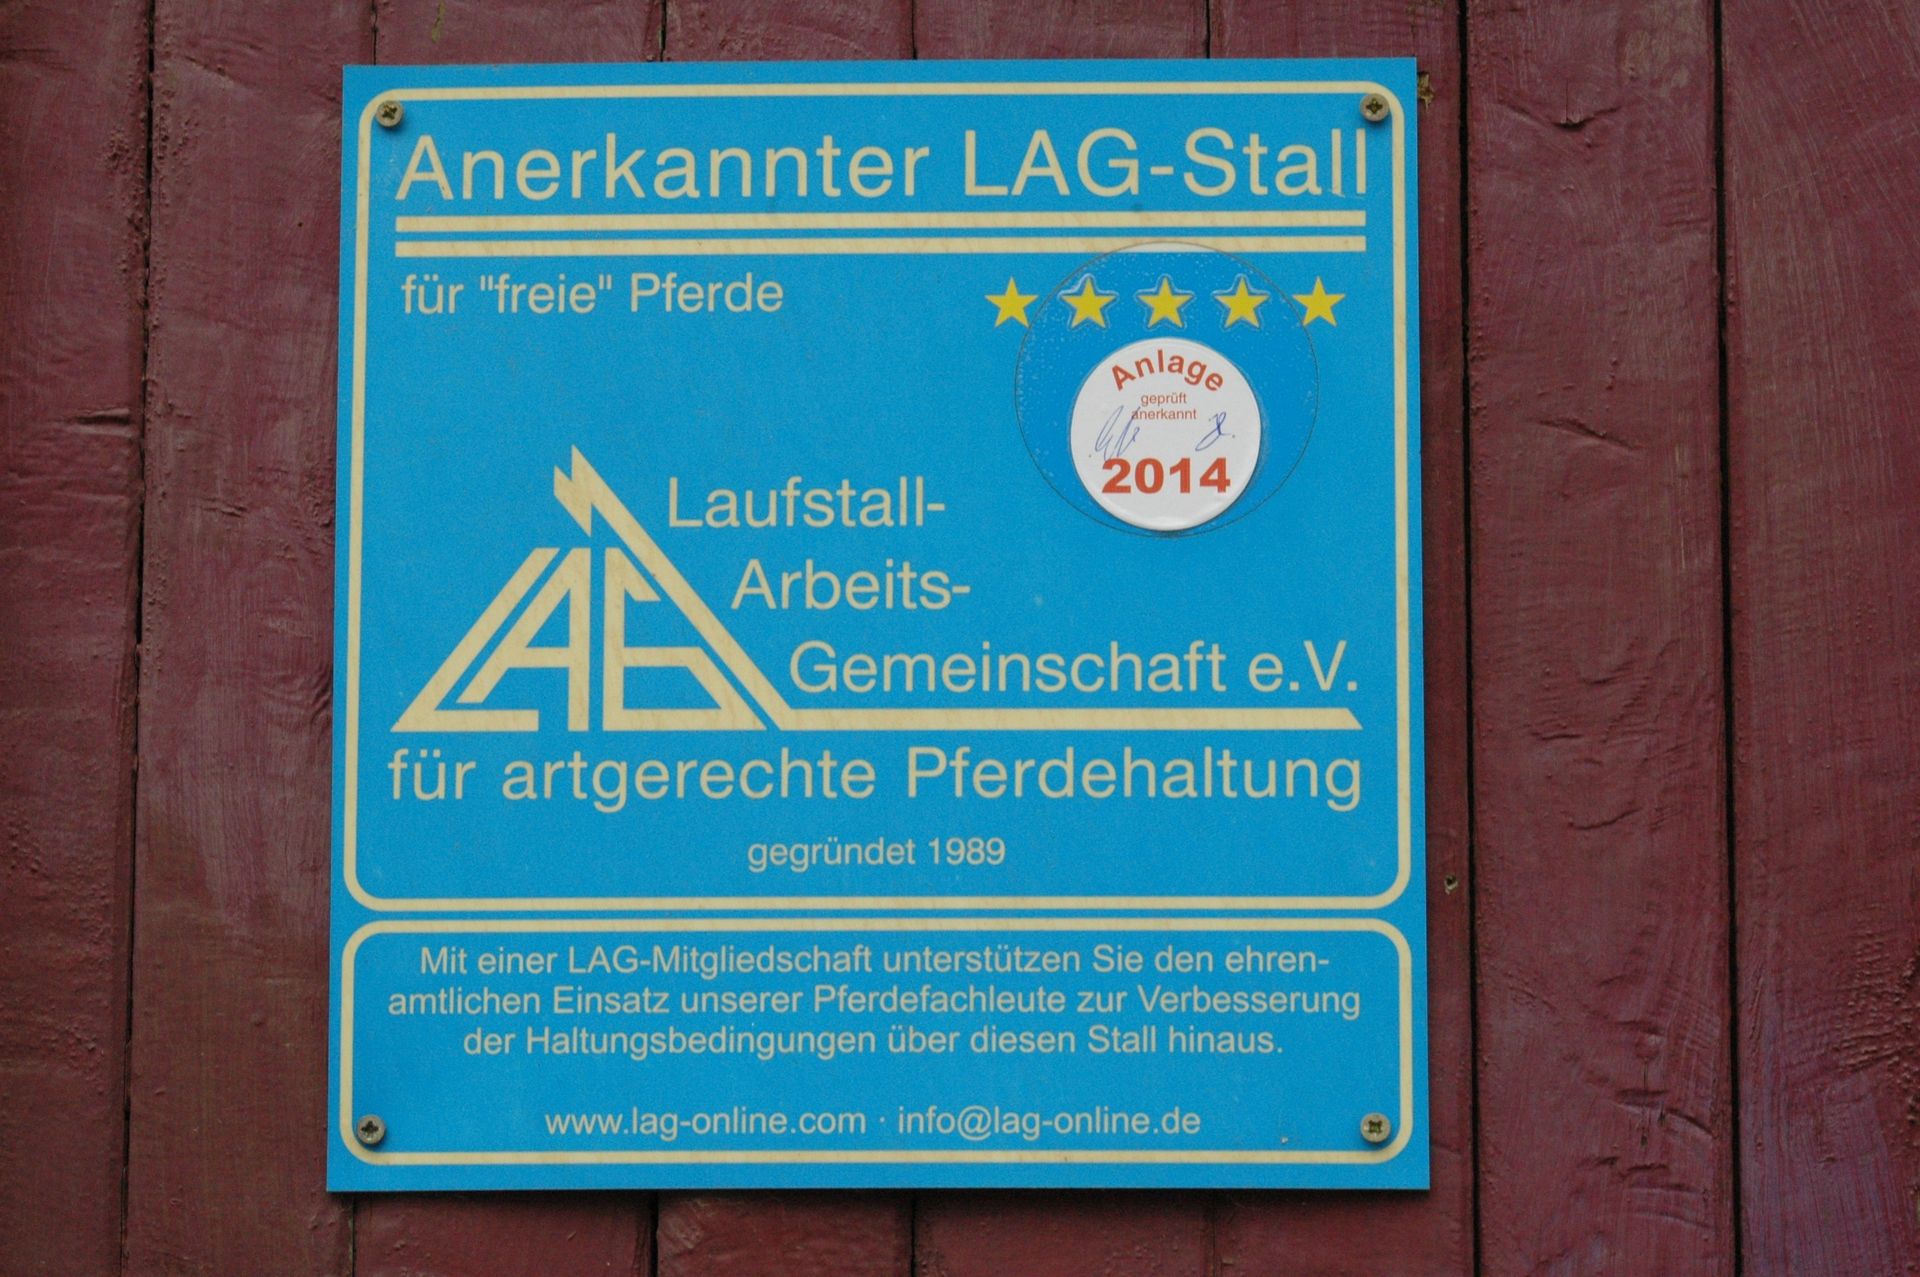 Anerkannter LAG-Stall
für "freie" Pferde
Anlage
geprüft
anerkannt
2014
LAG
Laufstall-
Arbeits-
Gemeinschaft e.V.
für artgerechte Pferdehaltung
gegründet 1989
Mit einer LAG-Mitgliedschaft unterstützen Sie den ehren-
amtlichen Einsatz unserer Pferdefachleute zur Verbesserung
der Haltungsbedingungen über diesen Stall hinaus.
www.lag-online.com · info@lag-online.de